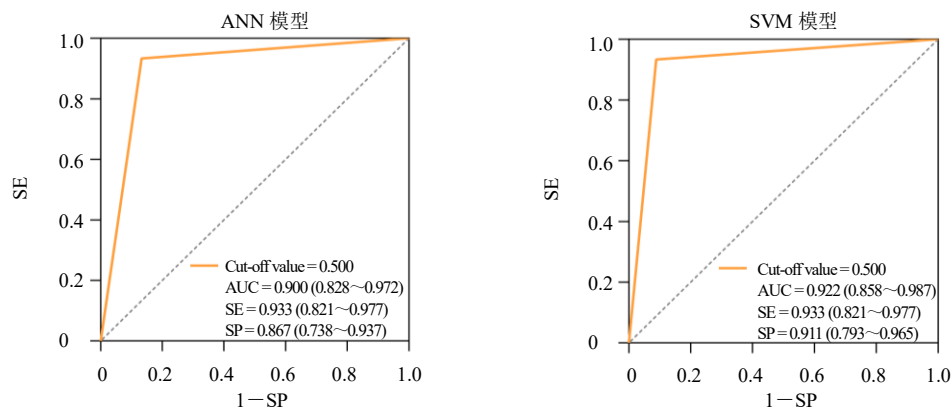 ANN 模型
1.0
0.8
0.6
0.4
0.2
0
SE
Cut-off value = 0.500
AUC = 0.900 (0.828～0.972)
SE = 0.933 (0.821～0.977)
SP = 0.867 (0.738～0.937)
0 0.2 0.4 0.6 0.8 1.0
1－SP
SVM 模型
1.0
0.8
0.6
0.4
0.2
0
SE
Cut-off value = 0.500
AUC = 0.922 (0.858～0.987)
SE = 0.933 (0.821～0.977)
SP = 0.911 (0.793～0.965)
0 0.2 0.4 0.6 0.8 1.0
1－SP